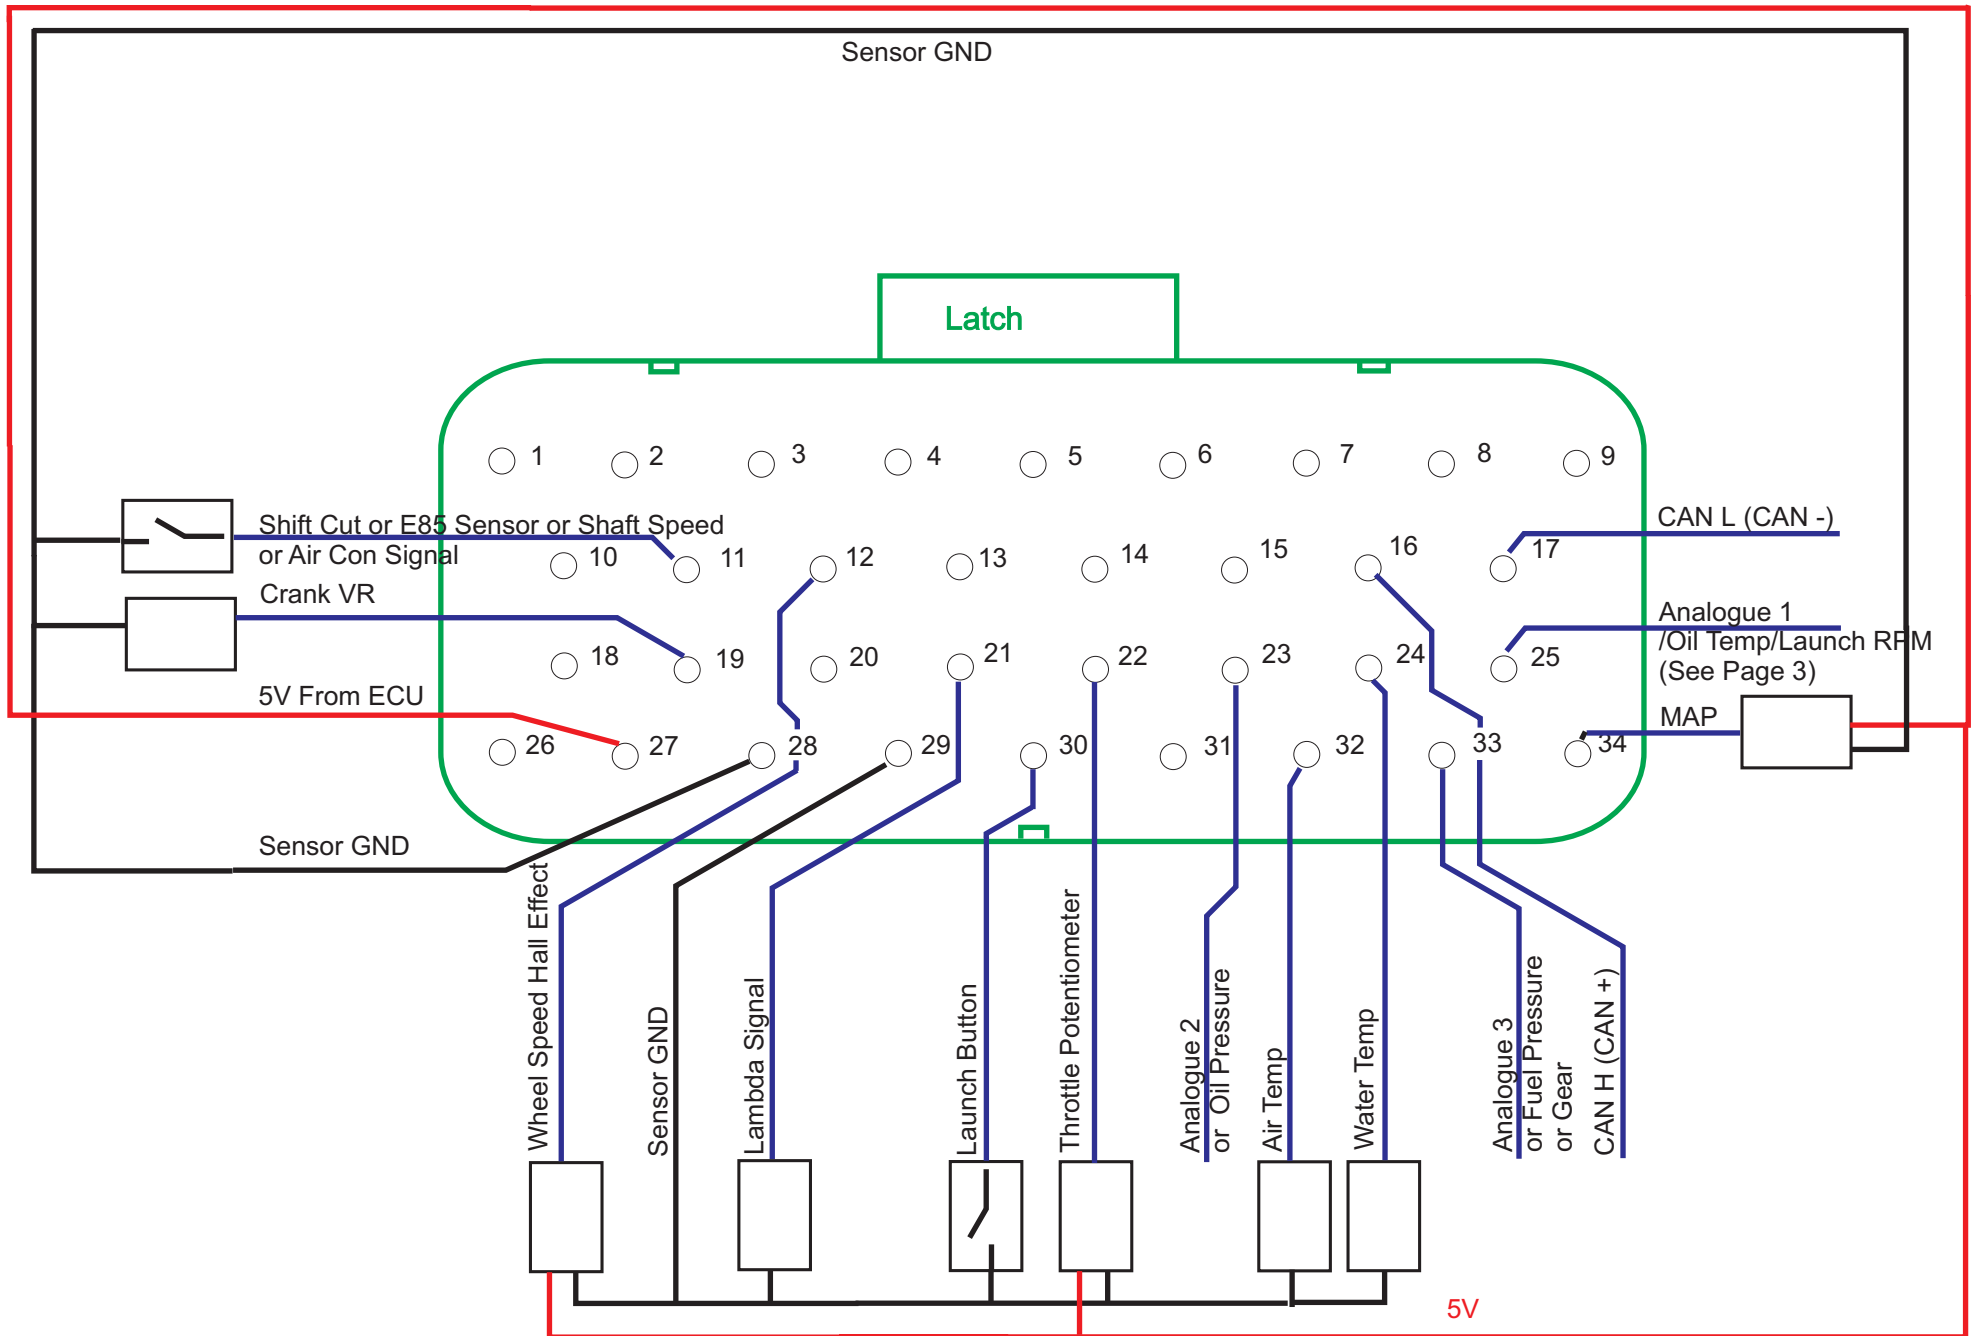 Sensor GND
Latch
1
2
3
4
5
6
7
8
9
Shift Cut or E85 Sensor or Shaft Speed
or Air Con Signal
CAN L (CAN -)
10
11
12
13
14
15
16
17
Crank VR
Analogue 1
/Oil Temp/Launch RPM
(See Page 3)
18
19
20
21
22
23
24
25
5V From ECU
MAP
26
27
28
29
30
31
32
33
34
Sensor GND
Wheel Speed Hall Effect
Sensor GND
Lambda Signal
Launch Button
Throttle Potentiometer
Analogue 2
or Oil Pressure
Air Temp
Water Temp
Analogue 3
or Fuel Pressure
or Gear
CAN H (CAN +)
5V